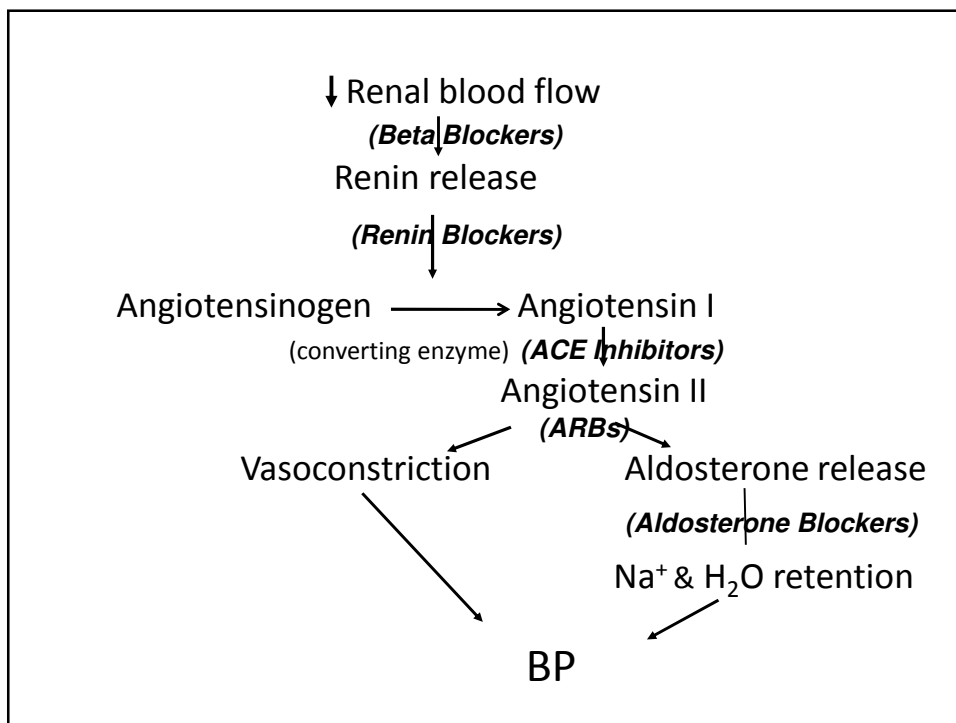 ↓ Renal blood flow
(Beta Blockers)
Renin release
(Renin Blockers)
Angiotensinogen → Angiotensin I
(converting enzyme) (ACE Inhibitors)
Angiotensin II
(ARBs)
Vasoconstriction Aldosterone release
(Aldosterone Blockers)
Na⁺ & H₂O retention
BP